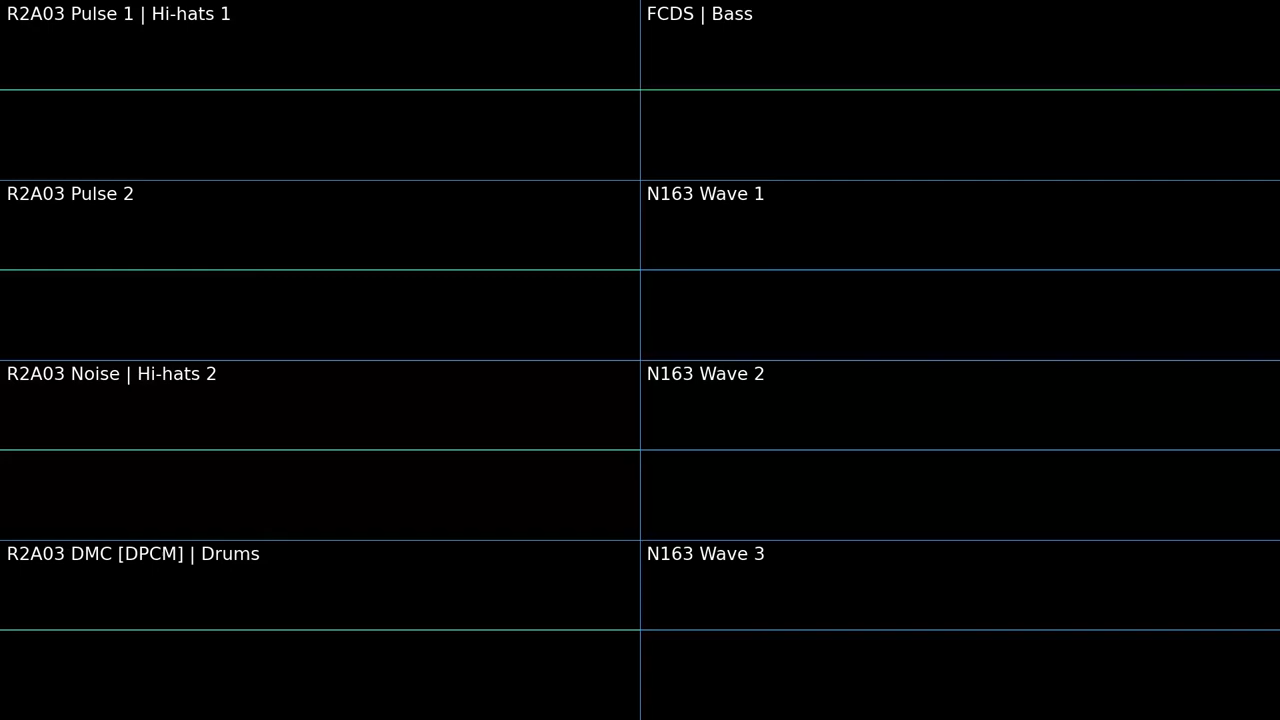 R2A03 Pulse 1 | Hi-hats 1
FCDS | Bass
R2A03 Pulse 2
N163 Wave 1
R2A03 Noise | Hi-hats 2
N163 Wave 2
R2A03 DMC [DPCM] | Drums
N163 Wave 3